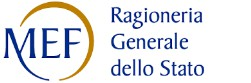 MEF
Ragioneria
Generale
dello Stato